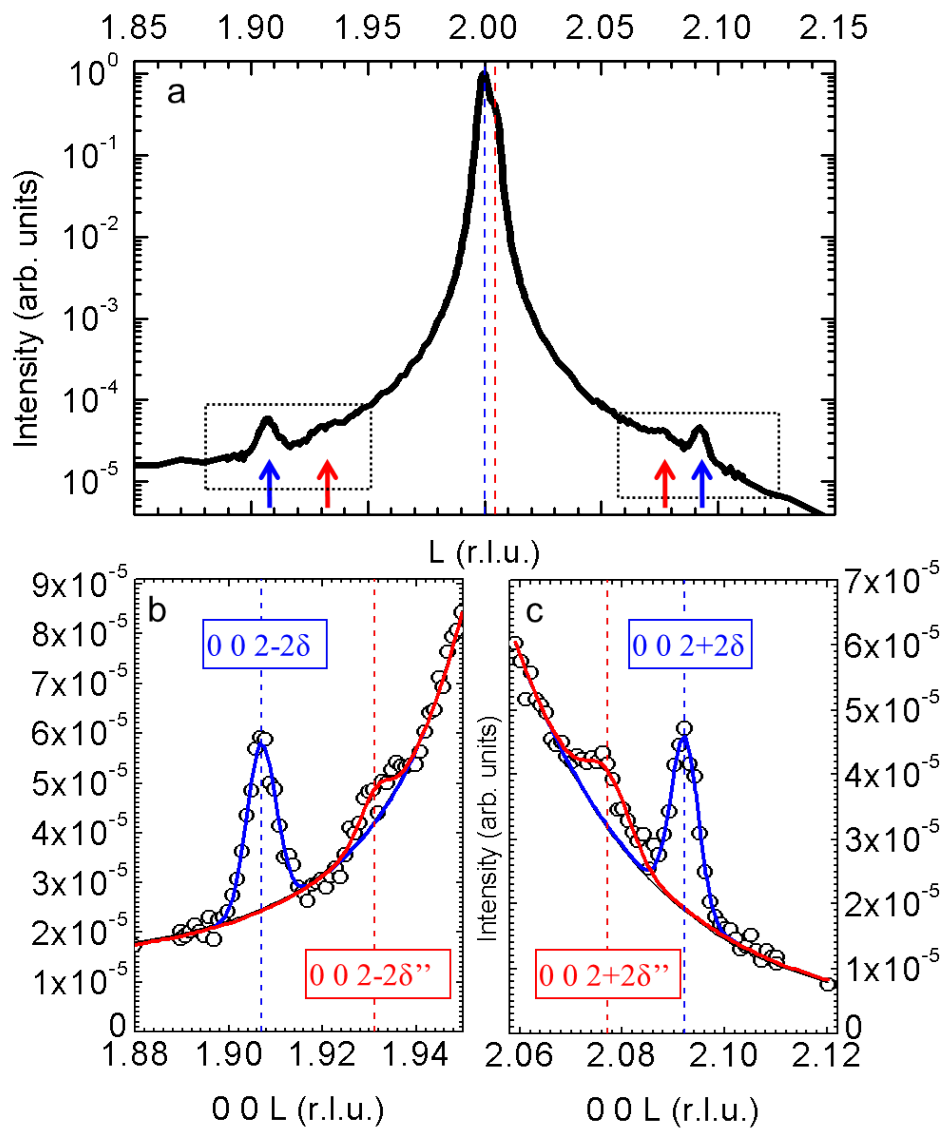 1.85 1.90 1.95 2.00 2.05 2.10 2.15
a
10⁰
10⁻¹
10⁻²
10⁻³
10⁻⁴
10⁻⁵
Intensity (arb. units)
L (r.l.u.)
b
9x10⁻⁵
8x10⁻⁵
7x10⁻⁵
6x10⁻⁵
5x10⁻⁵
4x10⁻⁵
3x10⁻⁵
2x10⁻⁵
1x10⁻⁵
0
0 0 2-2δ
0 0 2-2δ’’
1.88 1.90 1.92 1.94
0 0 L (r.l.u.)
c
7x10⁻⁵
6x10⁻⁵
5x10⁻⁵
4x10⁻⁵
3x10⁻⁵
2x10⁻⁵
1x10⁻⁵
0
Intensity (arb. units)
0 0 2+2δ
0 0 2+2δ’’
2.06 2.08 2.10 2.12
0 0 L (r.l.u.)